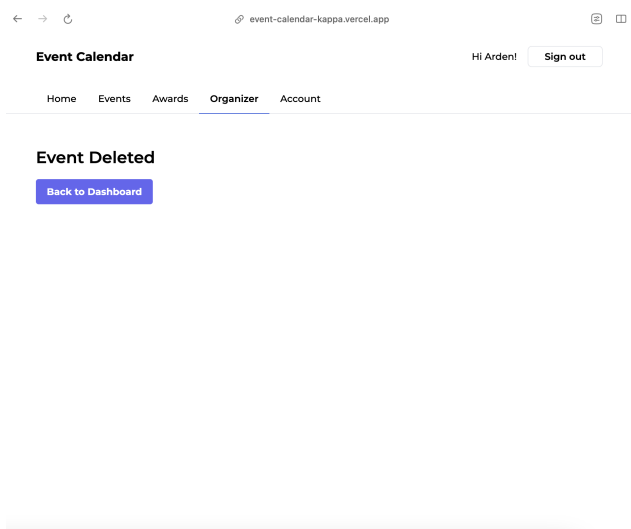 event-calendar-kappa.vercel.app
Event Calendar
Hi Arden! Sign out
Home Events Awards Organizer Account
Event Deleted
Back to Dashboard